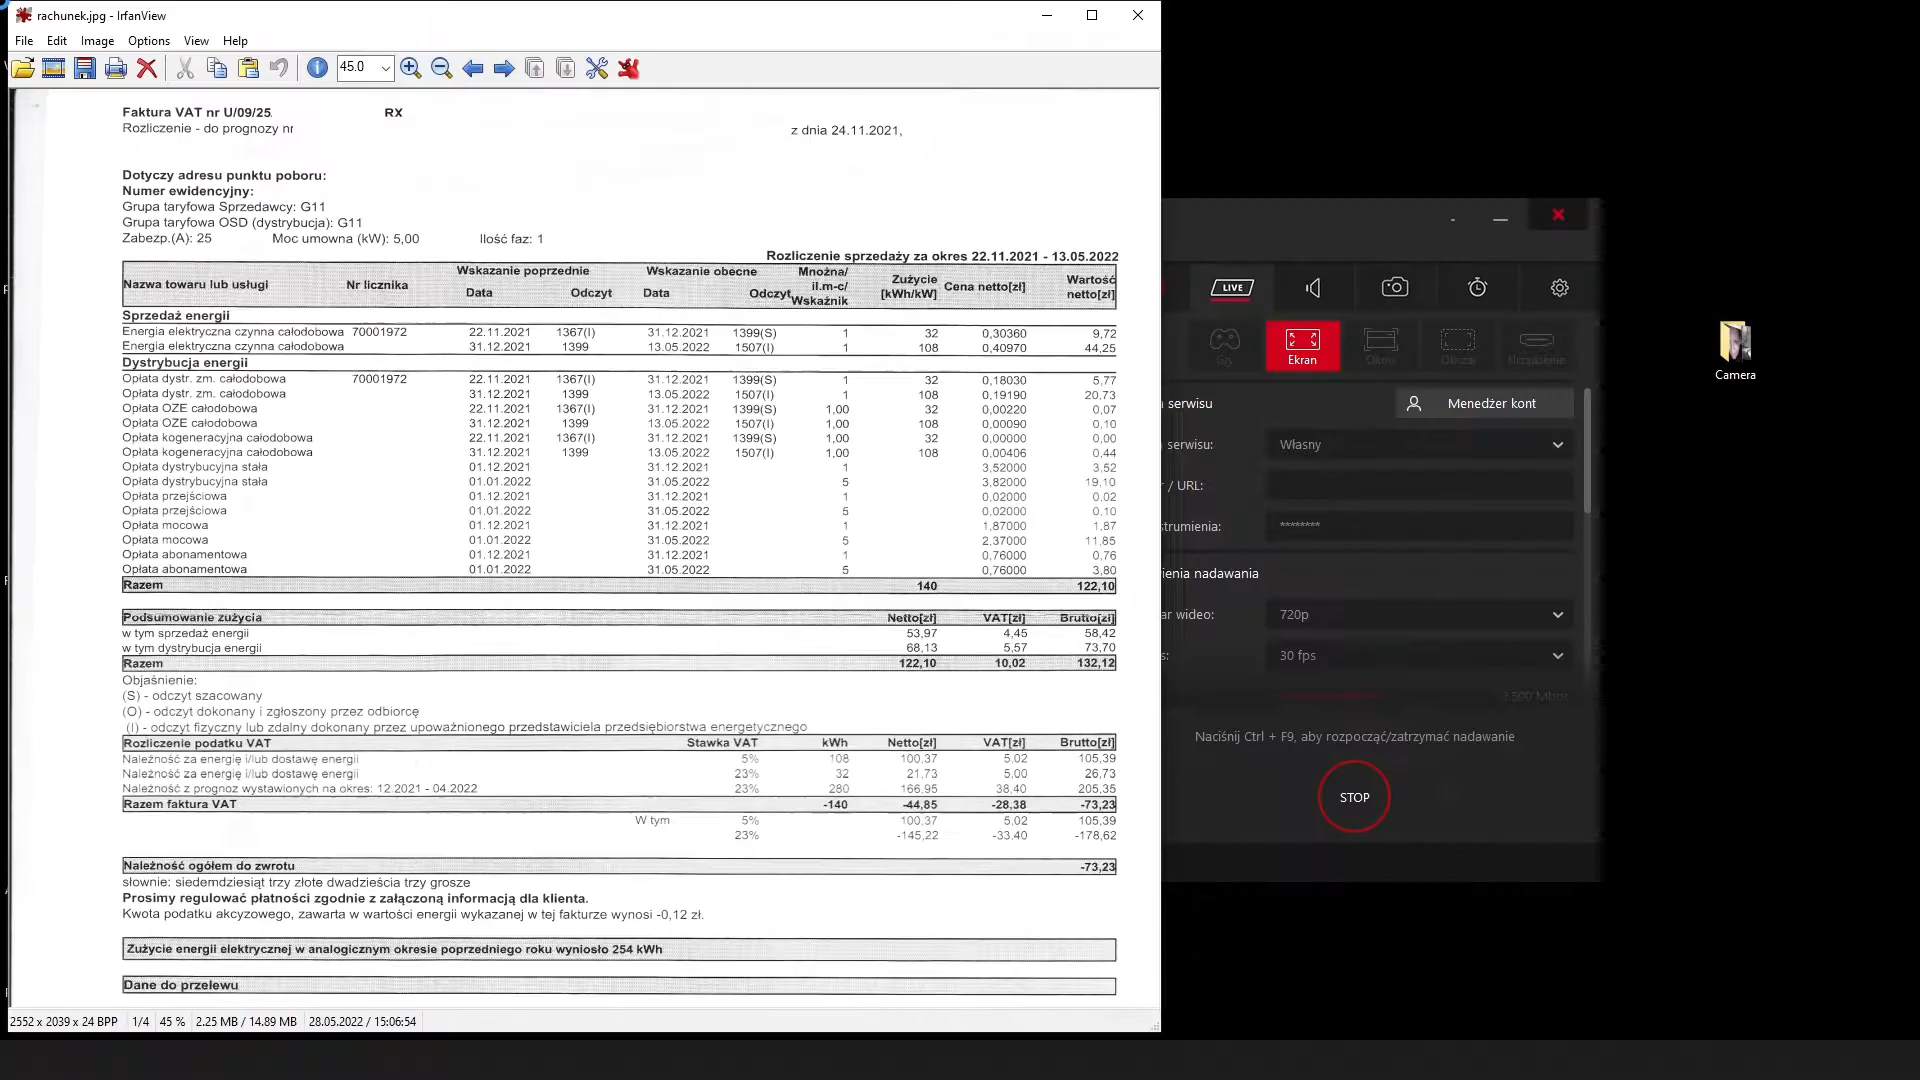 rachunek.jpg - IrfanView
File Edit Image Options View Help
45.0
Faktura VAT nr U/09/25 RX
Rozliczenie - do prognozy nr
z dnia 24.11.2021,
Dotyczy adresu punktu poboru:
Numer ewidencyjny:
Grupa taryfowa Sprzedawcy: G11
Grupa taryfowa OSD (dystrybucja): G11
Zabezp.(A): 25 Moc umowna (kW): 5,00 Ilość faz: 1
Rozliczenie sprzedaży za okres 22.11.2021 - 13.05.2022
Nazwa towaru lub usługi Nr licznika Wskazanie poprzednie Data Odczyt Wskazanie obecne Data Odczyt Mnożna/ il.m-c/ Wskaźnik Zużycie [kWh/kW] Cena netto[zł] Wartość netto[zł]
Sprzedaż energii
Energia elektryczna czynna całodobowa 70001972 22.11.2021 1367(I) 31.12.2021 1399(S) 1 32 0,30360 9,72
Energia elektryczna czynna całodobowa 31.12.2021 1399 13.05.2022 1507(I) 1 108 0,40970 44,25
Dystrybucja energii
Opłata dystr. zm. całodobowa 70001972 22.11.2021 1367(I) 31.12.2021 1399(S) 1 32 0,18030 5,77
Opłata dystr. zm. całodobowa 31.12.2021 1399 13.05.2022 1507(I) 1 108 0,19190 20,73
Opłata OZE całodobowa 22.11.2021 1367(I) 31.12.2021 1399(S) 1,00 32 0,00220 0,07
Opłata OZE całodobowa 31.12.2021 1399 13.05.2022 1507(I) 1,00 108 0,00090 0,10
Opłata kogeneracyjna całodobowa 22.11.2021 1367(I) 31.12.2021 1399(S) 1,00 32 0,00000 0,00
Opłata kogeneracyjna całodobowa 31.12.2021 1399 13.05.2022 1507(I) 1,00 108 0,00406 0,44
Opłata dystrybucyjna stała 01.12.2021 31.12.2021 1 3,52000 3,52
Opłata dystrybucyjna stała 01.01.2022 31.05.2022 5 3,82000 19,10
Opłata przejściowa 01.12.2021 31.12.2021 1 0,02000 0,02
Opłata przejściowa 01.01.2022 31.05.2022 5 0,02000 0,10
Opłata mocowa 01.12.2021 31.12.2021 1 1,87000 1,87
Opłata mocowa 01.01.2022 31.05.2022 5 2,37000 11,85
Opłata abonamentowa 01.12.2021 31.12.2021 1 0,76000 0,76
Opłata abonamentowa 01.01.2022 31.05.2022 5 0,76000 3,80
Razem 140 122,10
Podsumowanie zużycia Netto[zł] VAT[zł] Brutto[zł]
w tym sprzedaż energii 53,97 4,45 58,42
w tym dystrybucja energii 68,13 5,57 73,70
Razem 122,10 10,02 132,12
Objaśnienie:
(S) - odczyt szacowany
(O) - odczyt dokonany i zgłoszony przez odbiorcę
(I) - odczyt fizyczny lub zdalny dokonany przez upoważnionego przedstawiciela przedsiębiorstwa energetycznego
Rozliczenie podatku VAT Stawka VAT kWh Netto[zł] VAT[zł] Brutto[zł]
Należność za energię i/lub dostawę energii 5% 108 100,37 5,02 105,39
Należność za energię i/lub dostawę energii 23% 32 21,73 5,00 26,73
Należność z prognoz wystawionych na okres: 12.2021 - 04.2022 23% 280 166,95 38,40 205,35
Razem faktura VAT -140 -44,85 -28,38 -73,23
W tym 5% 100,37 5,02 105,39
23% -145,22 -33,40 -178,62
Należność ogółem do zwrotu -73,23
słownie: siedemdziesiąt trzy złote dwadzieścia trzy grosze
Prosimy regulować płatności zgodnie z załączoną informacją dla klienta.
Kwota podatku akcyzowego, zawarta w wartości energii wykazanej w tej fakturze wynosi -0,12 zł.
Zużycie energii elektrycznej w analogicznym okresie poprzedniego roku wyniosło 254 kWh
Dane do przelewu
2552 x 2039 x 24 BPP 1/4 45 % 2.25 MB / 14.89 MB 28.05.2022 / 15:06:54
LIVE
Gry Ekran Okno Obszar Urządzenie
serwisu Menedżer kont
serwisu: Własny
/ URL:
strumienia: ********
ienia nadawania
ar wideo: 720p
s: 30 fps
Naciśnij Ctrl + F9, aby rozpocząć/zatrzymać nadawanie
STOP
Camera